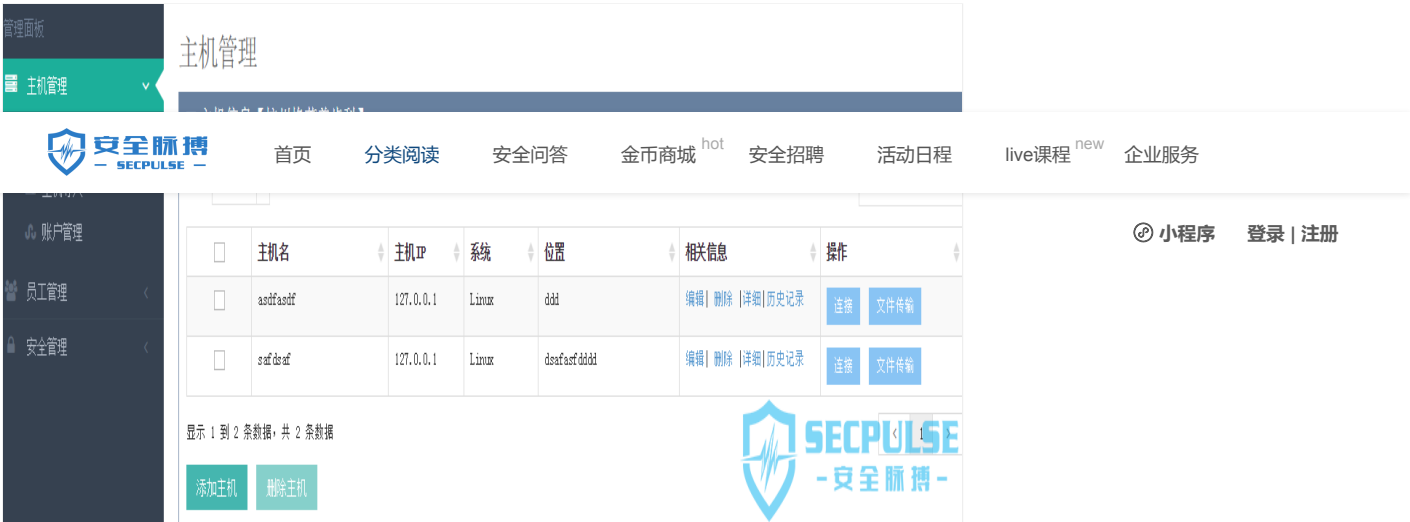 管理面板
主机管理
主机管理
安全脉搏
— SECPULSE —
首页 分类阅读 安全问答 金币商城 hot 安全招聘 活动日程 live课程 new 企业服务
账户管理
小程序 登录 | 注册
主机名 主机IP 系统 位置 相关信息 操作
员工管理
asdfasdf 127.0.0.1 Linux ddd 编辑| 删除 |详细|历史记录 连接 文件传输
安全管理
safdsaf 127.0.0.1 Linux dsafasfdddd 编辑| 删除 |详细|历史记录 连接 文件传输
显示 1 到 2 条数据，共 2 条数据
‹ 1 ›
SECPULSE
-安全脉搏-
添加主机 删除主机